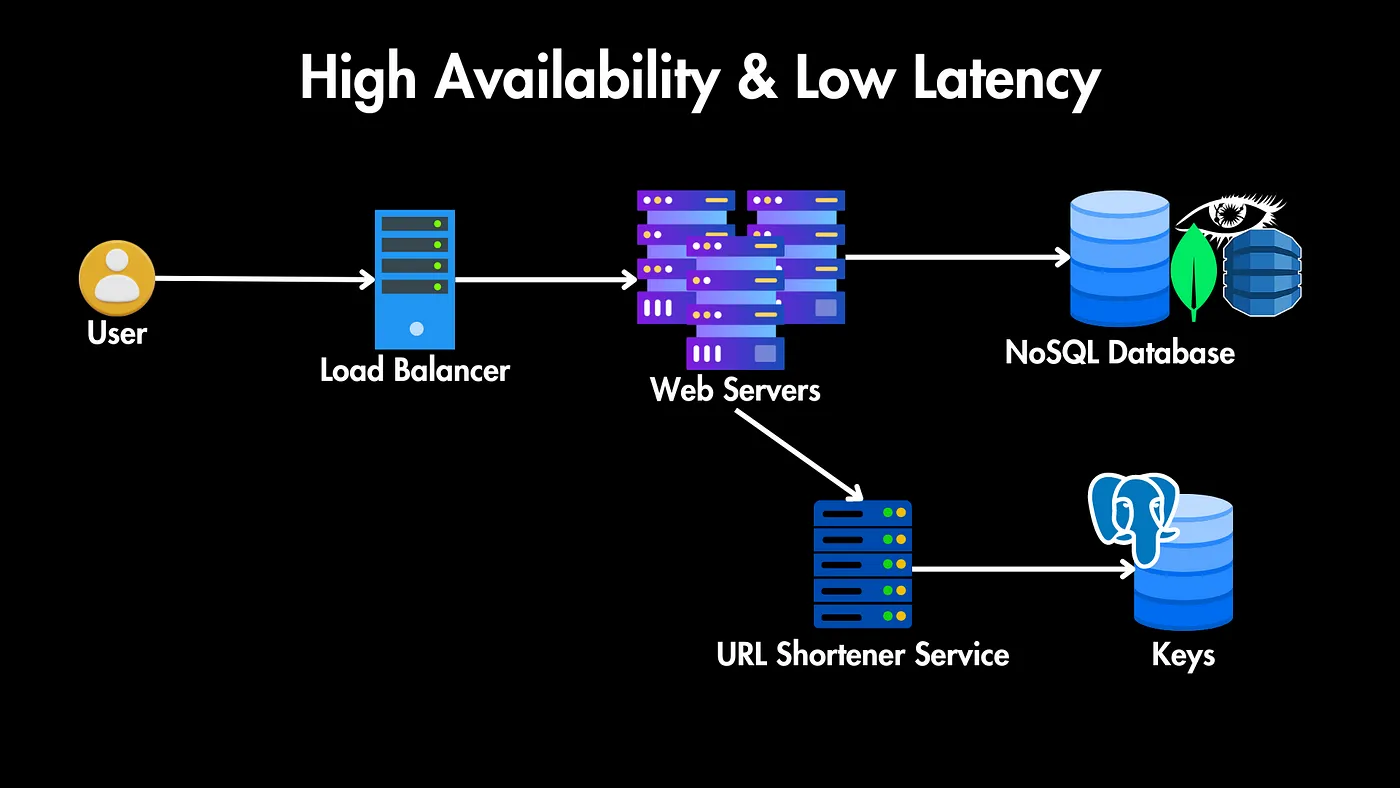 High Availability & Low Latency
User
Load Balancer
Web Servers
NoSQL Database
URL Shortener Service
Keys